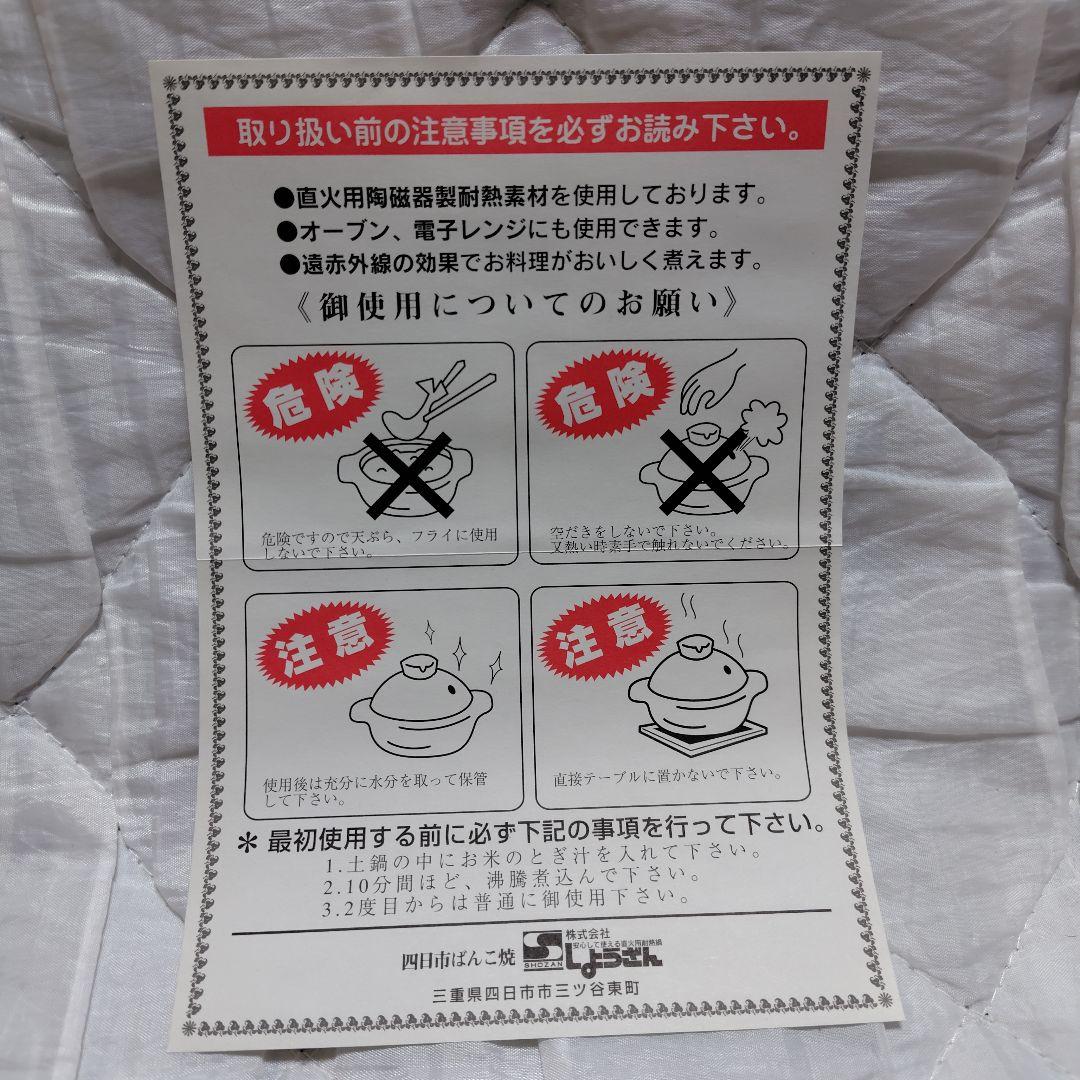 取り扱い前の注意事項を必ずお読み下さい。
●直火用陶磁器製耐熱素材を使用しております。
●オーブン、電子レンジにも使用できます。
●遠赤外線の効果でお料理がおいしく煮えます。
《御使用についてのお願い》
危険
危険ですので天ぷら、フライに使用
しないで下さい。
危険
空だきをしないで下さい。
又熱い時素手で触れないでください。
注意
使用後は充分に水分を取って保管
して下さい。
注意
直接テーブルに置かないで下さい。
＊最初使用する前に必ず下記の事項を行って下さい。
1.土鍋の中にお米のとぎ汁を入れて下さい。
2.10分間ほど、沸騰煮込んで下さい。
3.2度目からは普通に御使用下さい。
四日市ばんこ焼
SHOZAN
株式会社
安心して使える直火用耐熱鍋
しょうざん
三重県四日市市三ツ谷東町